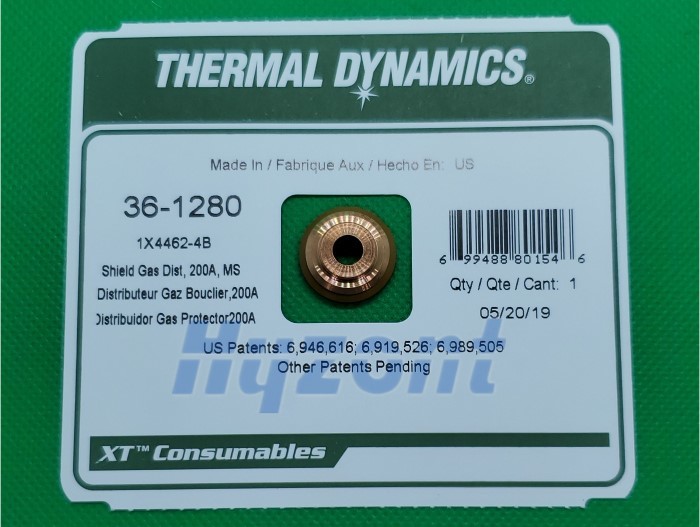 THERMAL DYNAMICS®
Made In / Fabrique Aux / Hecho En: US
36-1280
1X4462-4B
Shield Gas Dist, 200A, MS
Distributeur Gaz Bouclier,200A
Distribuidor Gas Protector200A
6 99488 80154 6
Qty / Qte / Cant: 1
05/20/19
US Patents: 6,946,616; 6,919,526; 6,989,505
Other Patents Pending
Hqzont
XT™ Consumables